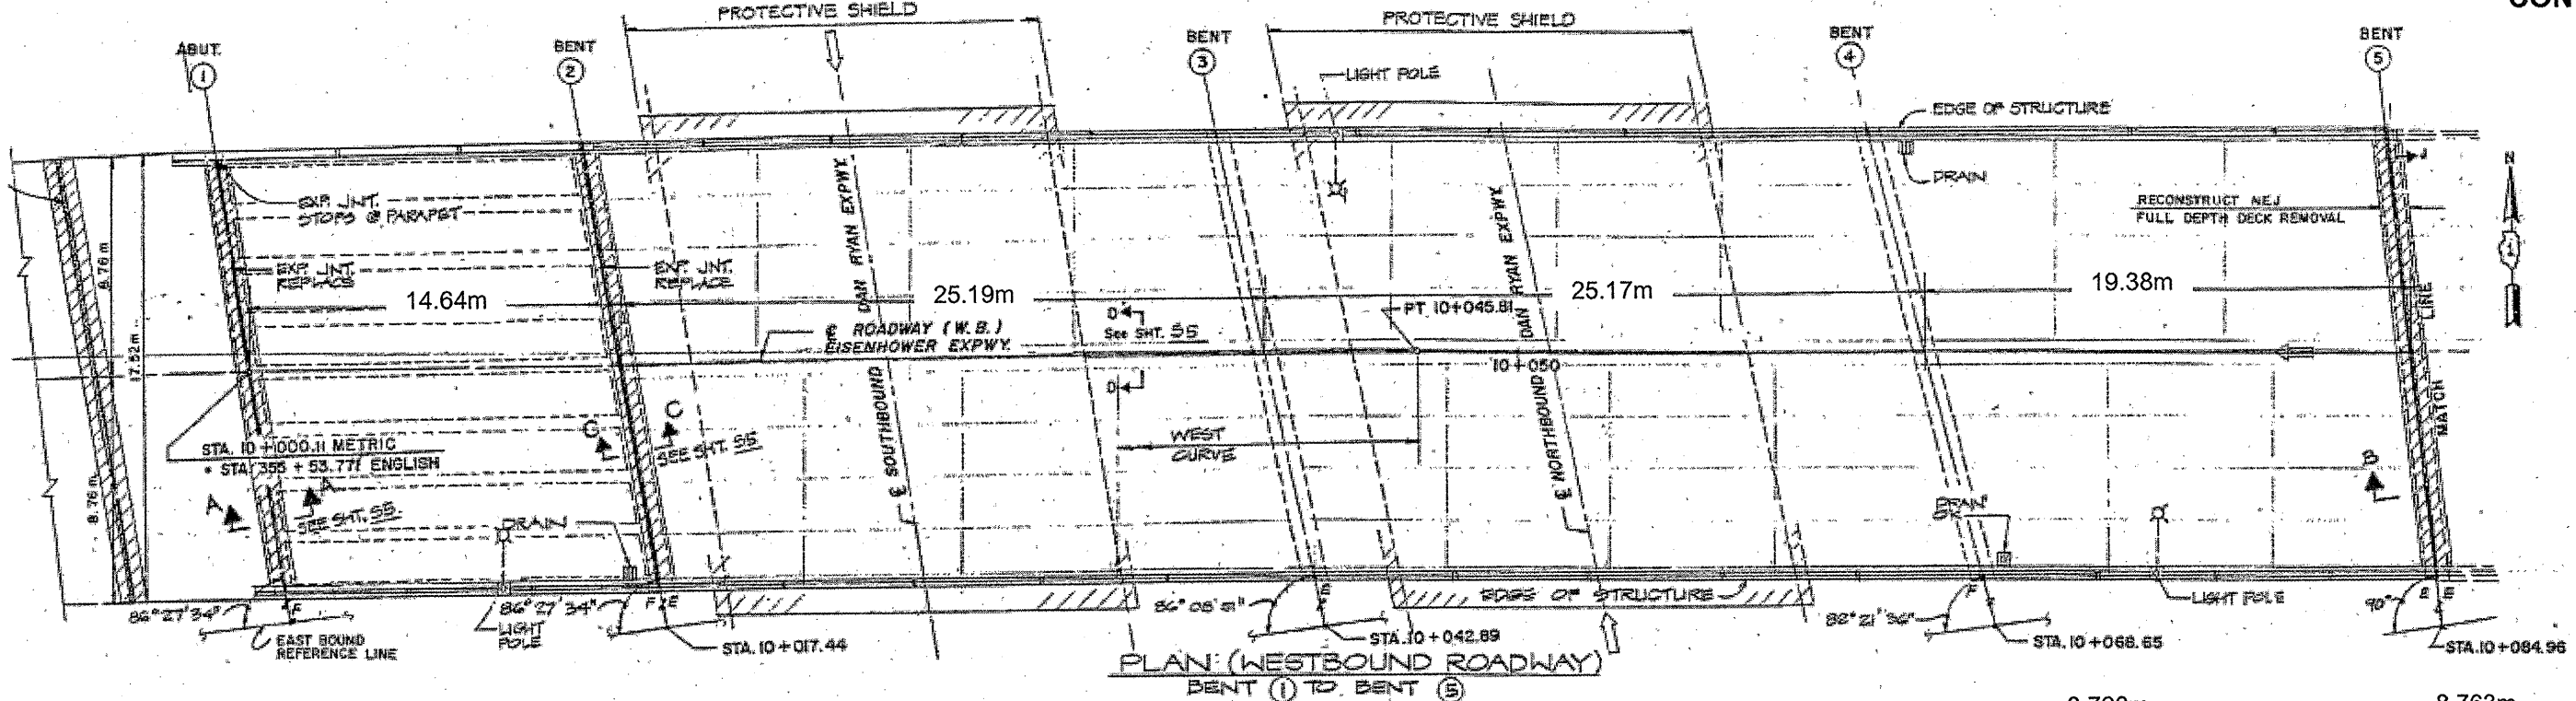 CON
PROTECTIVE SHIELD
PROTECTIVE SHIELD
ABUT.
1
BENT
2
BENT
3
BENT
4
BENT
5
LIGHT POLE
EDGE OF STRUCTURE
DRAIN
N
RECONSTRUCT NEJ
FULL DEPTH DECK REMOVAL
EXP. JNT.
STOPS @ PARAPET
EXP. JNT.
REPLACE
EXP. JNT.
REPLACE
8.76 m
17.52m
8.76 m
14.64m
25.19m
25.17m
19.38m
DAN RYAN EXPWY.
℄ SOUTHBOUND
DAN RYAN EXPWY.
℄ NORTHBOUND
℄ ROADWAY (W.B.)
EISENHOWER EXPWY.
D
See SHT. 55
D
PT 10+045.81
10+050
MATCH LINE
WEST
CURVE
STA. 10+000.11 METRIC
* STA. 355 + 53.771 ENGLISH
A A
SEE SHT. 55
C C
SEE SHT. 55
B
DRAIN
DRAIN
86° 27' 34"
F
EAST BOUND
REFERENCE LINE
LIGHT
POLE
86° 27' 34"
F E
STA. 10+017.44
86° 05' 51"
STA. 10+042.89
EDGE OF STRUCTURE
82° 21' 36"
STA. 10+068.65
LIGHT POLE
90°
E E
STA. 10+084.96
PLAN: (WESTBOUND ROADWAY)
BENT 1 TO BENT 5
8.763m